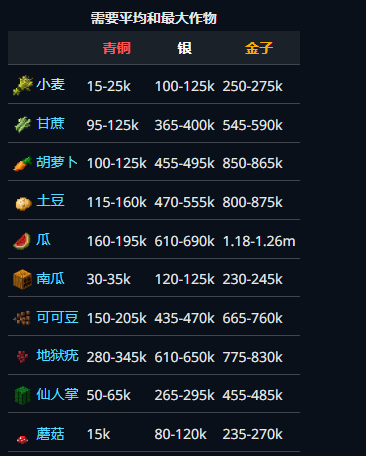 需要平均和最大作物
青铜 银 金子
小麦 15-25k 100-125k 250-275k
甘蔗 95-125k 365-400k 545-590k
胡萝卜 100-125k 455-495k 850-865k
土豆 115-160k 470-555k 800-875k
瓜 160-195k 610-690k 1.18-1.26m
南瓜 30-35k 120-125k 230-245k
可可豆 150-205k 435-470k 665-760k
地狱疣 280-345k 610-650k 775-830k
仙人掌 50-65k 265-295k 455-485k
蘑菇 15k 80-120k 235-270k